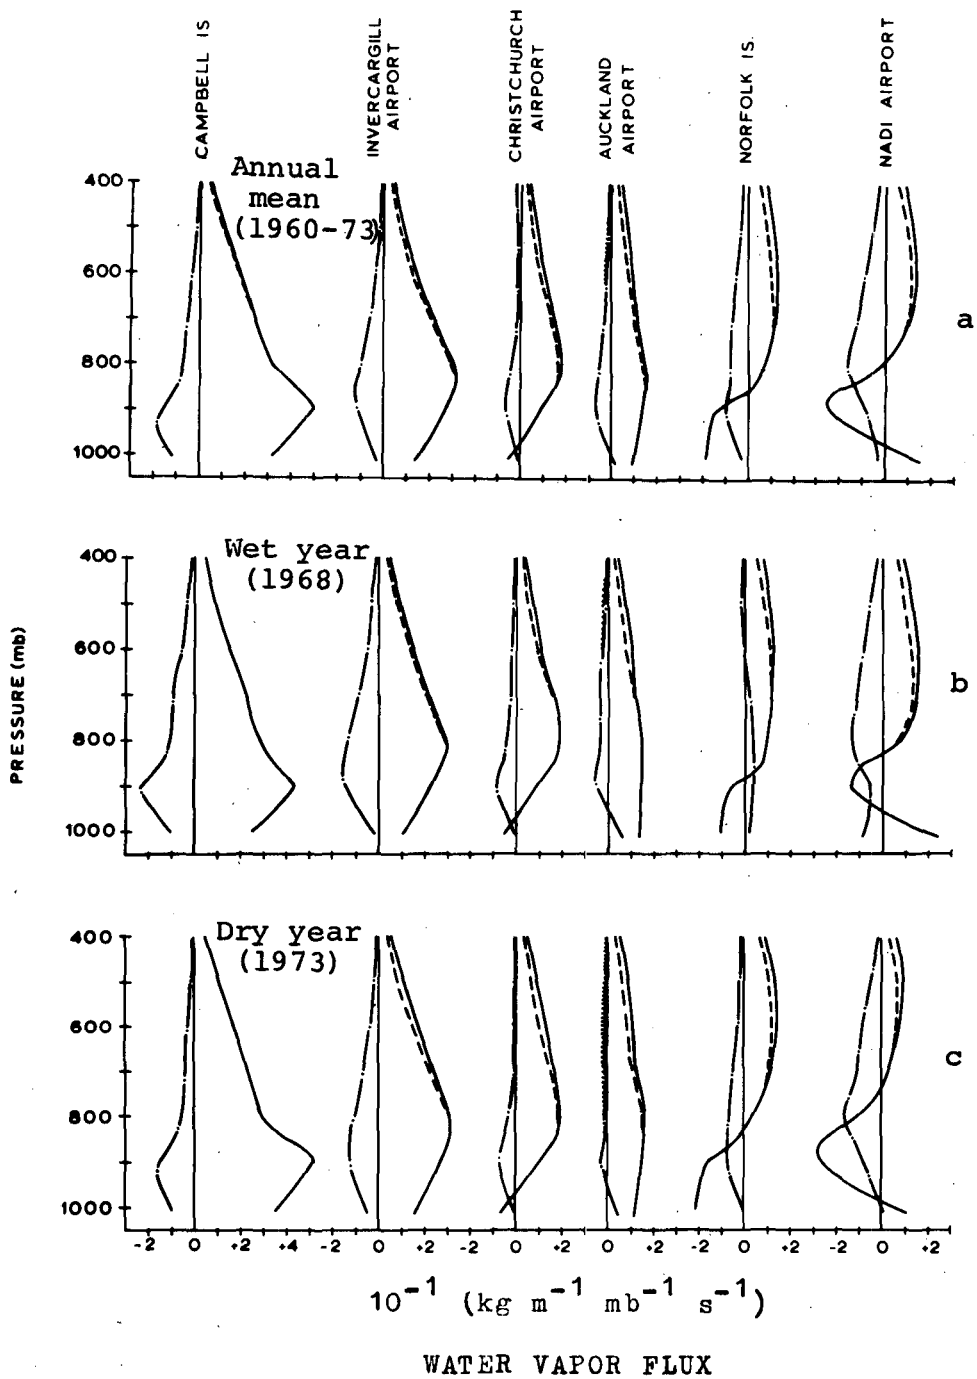 CAMPBELL IS
INVERCARGILL
AIRPORT
CHRISTCHURCH
AIRPORT
AUCKLAND
AIRPORT
NORFOLK IS.
NADI AIRPORT
Annual
mean
(1960-73)
400
600
800
1000
a
Wet year
(1968)
400
600
800
1000
b
PRESSURE (mb)
Dry year
(1973)
400
600
800
1000
c
-2 0 +2 +4 0 +2 0 +2 0 +2 -2 0 +2 -2 0 +2
10⁻¹ (kg m⁻¹ mb⁻¹ s⁻¹)
WATER VAPOR FLUX